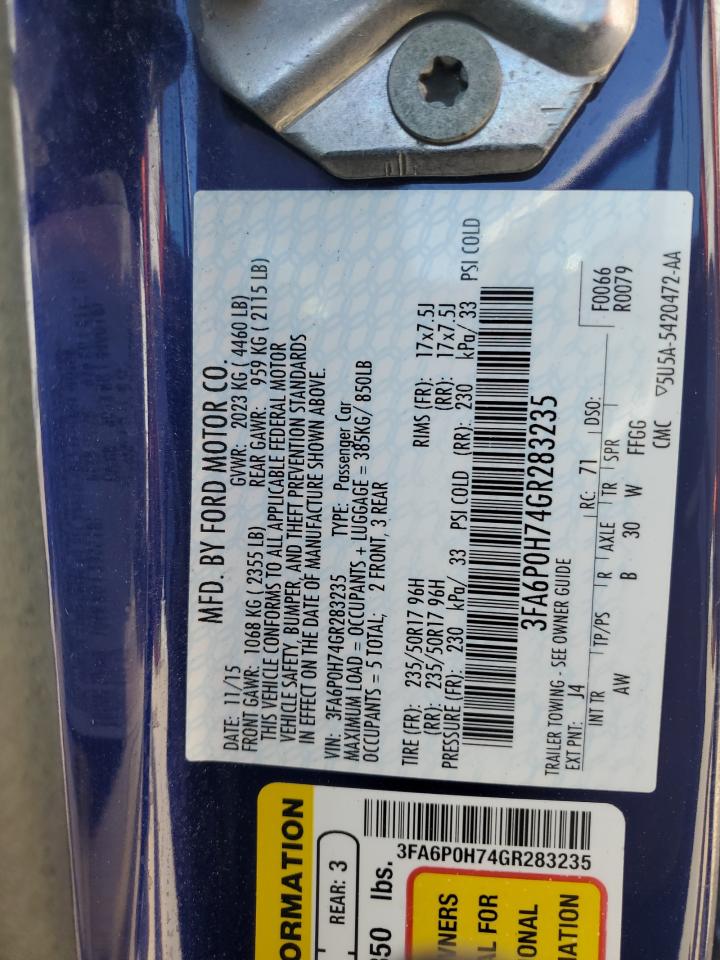 MFD. BY FORD MOTOR CO.
DATE: 11/15 GVWR: 2023 KG ( 4460 LB)
FRONT GAWR: 1068 KG ( 2355 LB) REAR GAWR: 959 KG ( 2115 LB)
THIS VEHICLE CONFORMS TO ALL APPLICABLE FEDERAL MOTOR
VEHICLE SAFETY, BUMPER, AND THEFT PREVENTION STANDARDS
IN EFFECT ON THE DATE OF MANUFACTURE SHOWN ABOVE.
VIN: 3FA6P0H74GR283235 TYPE: Passenger Car
MAXIMUM LOAD = OCCUPANTS + LUGGAGE = 385KG/ 850LB
OCCUPANTS = 5 TOTAL; 2 FRONT, 3 REAR
TIRE (FR): 235/50R17 96H RIMS (FR): 17x7.5J
(RR): 235/50R17 96H (RR): 17x7.5J
PRESSURE (FR): 230 kPa/ 33 PSI COLD (RR): 230 kPa/ 33 PSI COLD
3FA6P0H74GR283235
TRAILER TOWING - SEE OWNER GUIDE
EXT PNT: J4 RC: 71 DSO: F0066
R0079
INT TR TP/PS R AXLE TR SPR
AW B 30 W FFGG
CMC ▽5U5A-5420472-AA
ORMATION
REAR: 3
50 lbs.
3FA6P0H74GR283235
NERS
AL FOR
ONAL
ATION